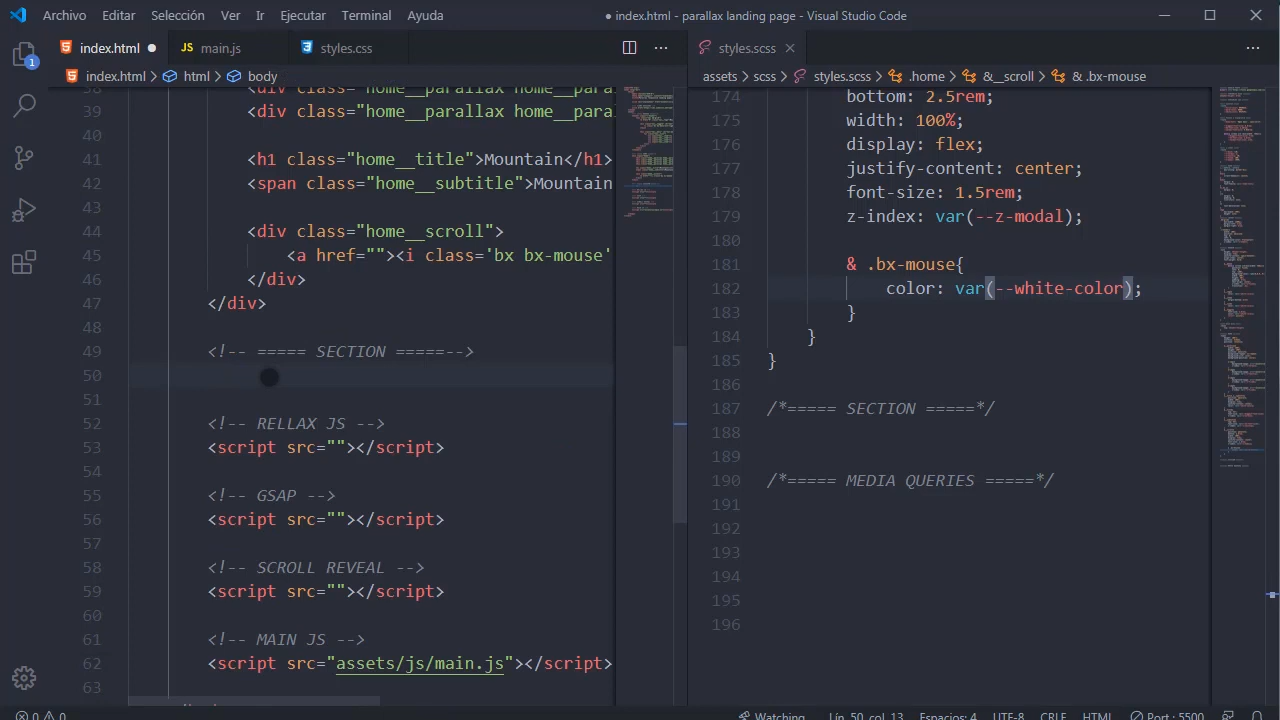 Archivo Editar Selección Ver Ir Ejecutar Terminal Ayuda ● index.html - parallax landing page - Visual Studio Code
index.html ● JS main.js styles.css ··· styles.scss ···
index.html > html > body
assets > scss > styles.scss > .home > &__scroll > & .bx-mouse
1
38 <div class="home__parallax home__para
39 <div class="home__parallax home__para
40
41 <h1 class="home__title">Mountain</h1>
42 <span class="home__subtitle">Mountain
43
44 <div class="home__scroll">
45 <a href=""><i class='bx bx-mouse'
46 </div>
47 </div>
48
49 <!-- ===== SECTION =====-->
50
51
52 <!-- RELLAX JS -->
53 <script src=""></script>
54
55 <!-- GSAP -->
56 <script src=""></script>
57
58 <!-- SCROLL REVEAL -->
59 <script src=""></script>
60
61 <!-- MAIN JS -->
62 <script src="assets/js/main.js"></script>
63
174 bottom: 2.5rem;
175 width: 100%;
176 display: flex;
177 justify-content: center;
178 font-size: 1.5rem;
179 z-index: var(--z-modal);
180
181 & .bx-mouse{
182 color: var(--white-color);
183 }
184 }
185 }
186
187 /*===== SECTION =====*/
188
189
190 /*===== MEDIA QUERIES =====*/
191
192
193
194
195
196
0 0 Watching Lín. 50, col. 13 Espacios: 4 UTF-8 CRLF HTML Port : 5500